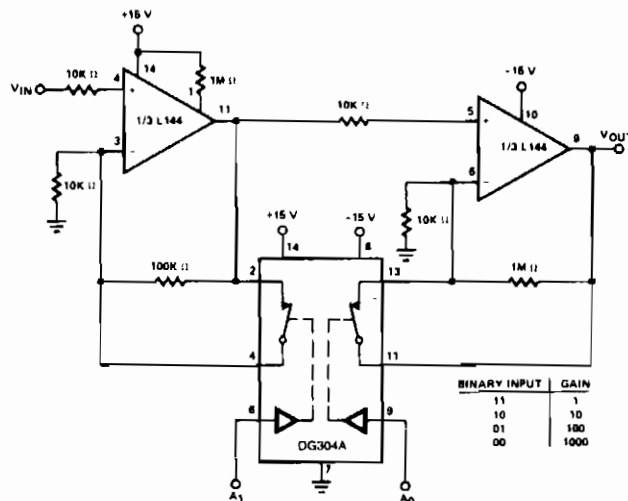 +15 V
-15 V
10K Ω
4
14
1
1M Ω
V_IN
+
11
10K Ω
5
+
10
9
V_OUT
1/3 L144
1/3 L144
3
−
6
−
10K Ω
+15 V
-15 V
10K Ω
14
100K Ω
2
13
1M Ω
4
11
BINARY INPUT GAIN
11 1
10 10
01 100
00 1000
6
9
DG304A
7
A₁
A₀